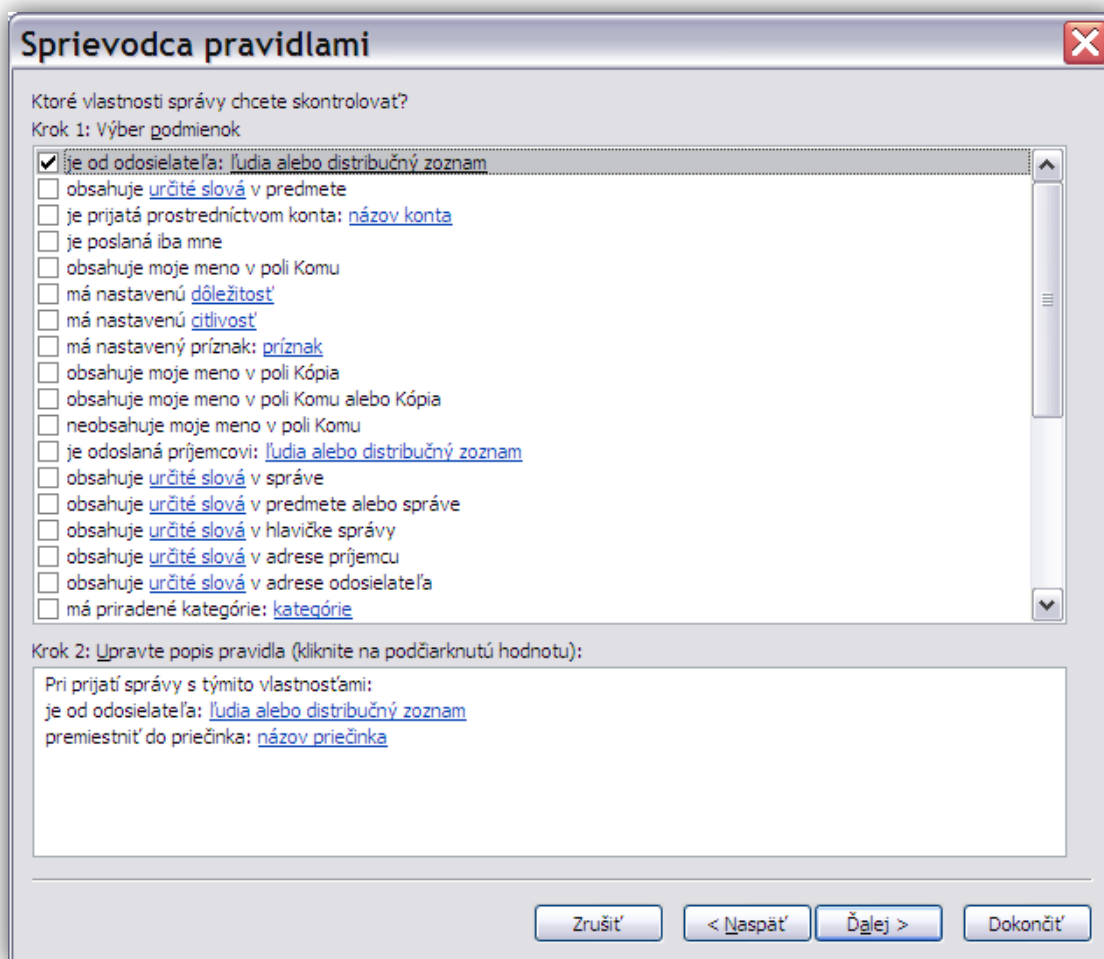 Sprievodca pravidlami
Ktoré vlastnosti správy chcete skontrolovať?
Krok 1: Výber podmienok
je od odosielateľa: ľudia alebo distribučný zoznam
obsahuje určité slová v predmete
je prijatá prostredníctvom konta: názov konta
je poslaná iba mne
obsahuje moje meno v poli Komu
má nastavenú dôležitosť
má nastavenú citlivosť
má nastavený príznak: príznak
obsahuje moje meno v poli Kópia
obsahuje moje meno v poli Komu alebo Kópia
neobsahuje moje meno v poli Komu
je odoslaná príjemcovi: ľudia alebo distribučný zoznam
obsahuje určité slová v správe
obsahuje určité slová v predmete alebo správe
obsahuje určité slová v hlavičke správy
obsahuje určité slová v adrese príjemcu
obsahuje určité slová v adrese odosielateľa
má priradené kategórie: kategórie
Krok 2: Upravte popis pravidla (kliknite na podčiarknutú hodnotu):
Pri prijatí správy s týmito vlastnosťami:
je od odosielateľa: ľudia alebo distribučný zoznam
premiestniť do priečinka: názov priečinka
Zrušiť < Naspäť Ďalej > Dokončiť